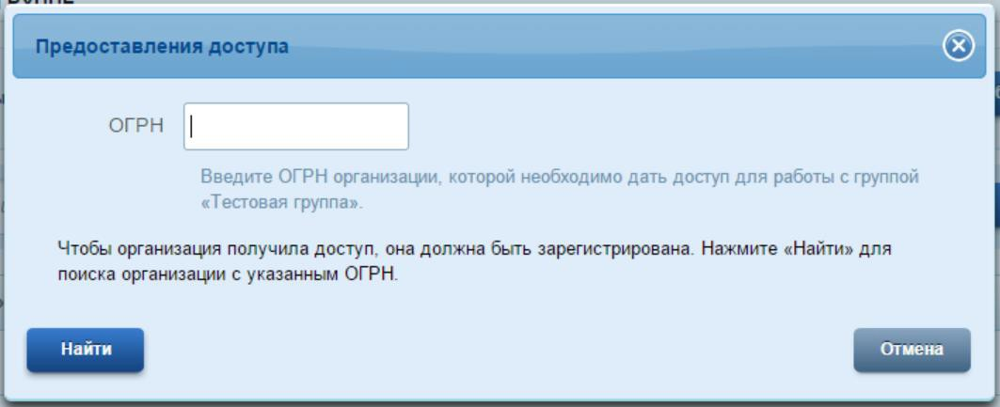 Предоставления доступа
ОГРН
Введите ОГРН организации, которой необходимо дать доступ для работы с группой
«Тестовая группа».
Чтобы организация получила доступ, она должна быть зарегистрирована. Нажмите «Найти» для
поиска организации с указанным ОГРН.
Найти
Отмена